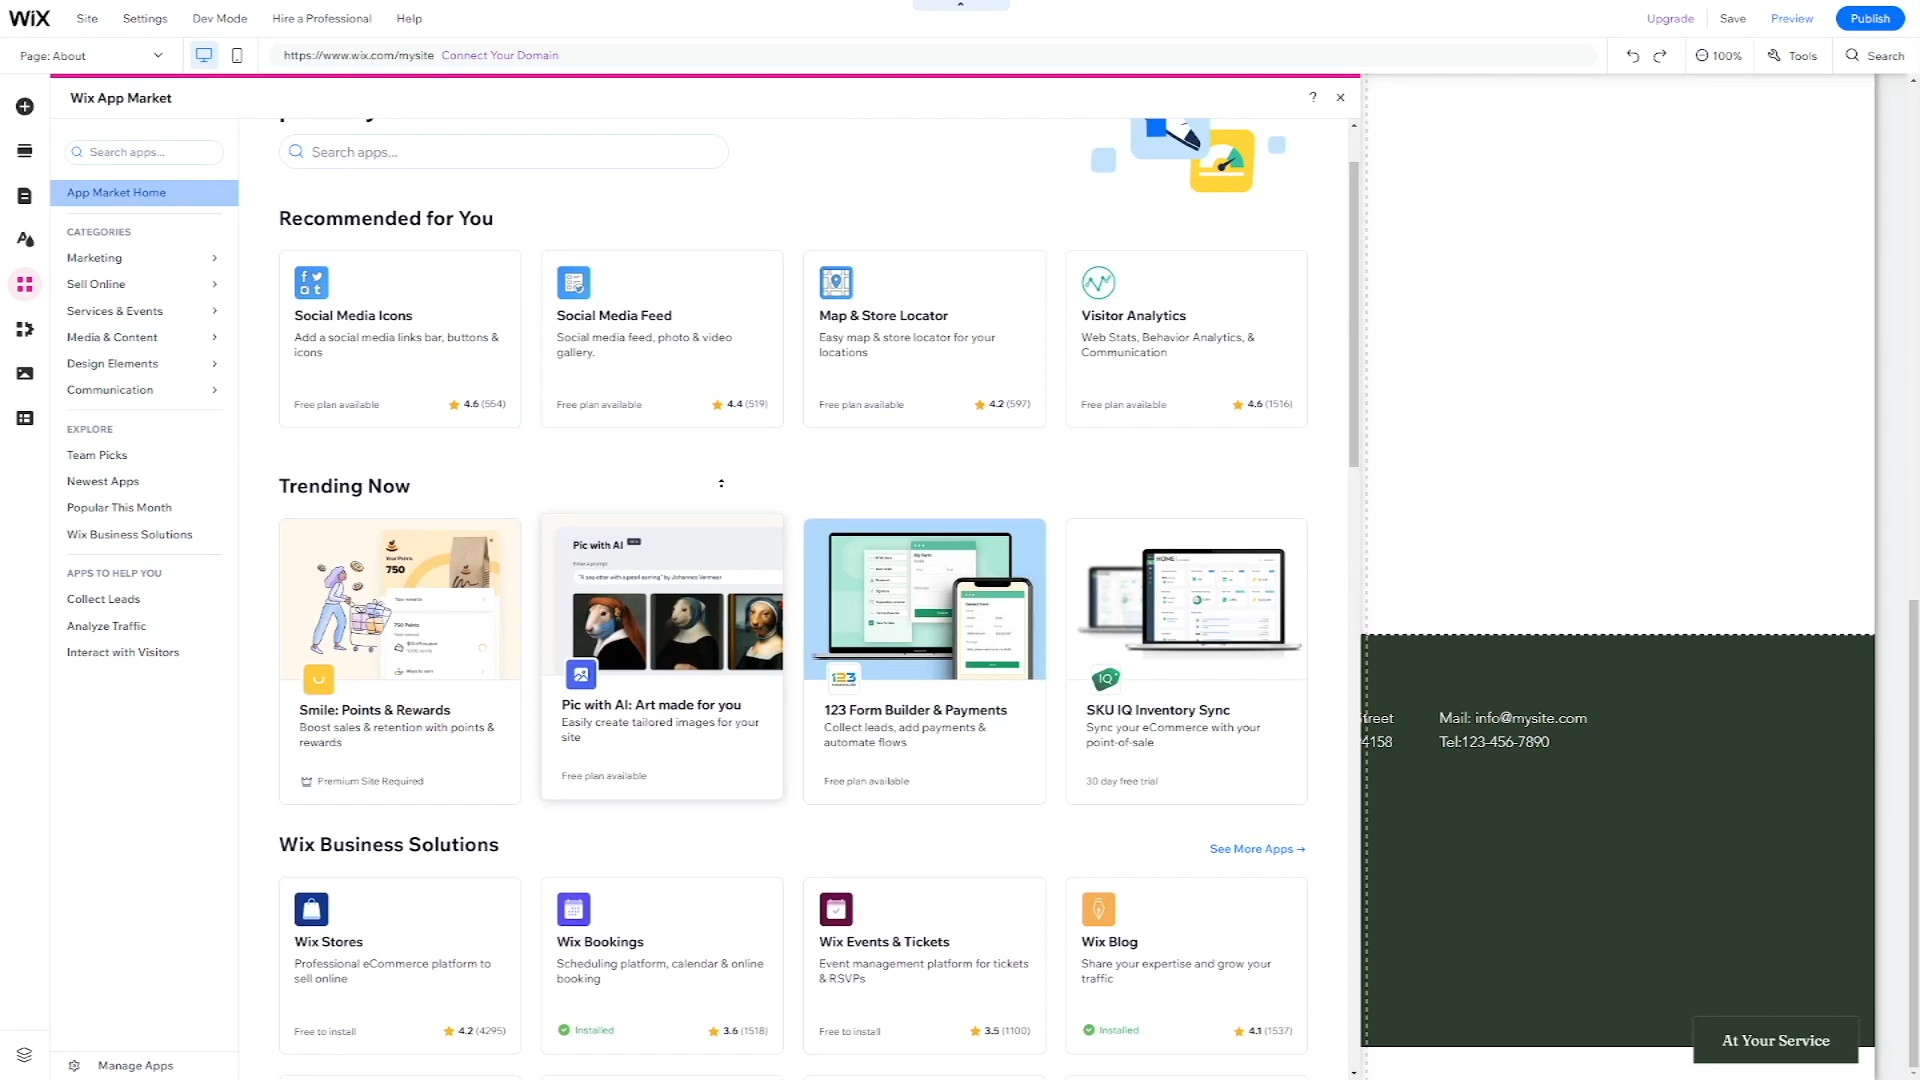 WiX Site Settings Dev Mode Hire a Professional Help Upgrade Save Preview Publish
Page: About https://www.wix.com/mysite Connect Your Domain 100% Tools Search
Wix App Market ?
Search apps...
App Market Home
CATEGORIES
Marketing
Sell Online
Services & Events
Media & Content
Design Elements
Communication
EXPLORE
Team Picks
Newest Apps
Popular This Month
Wix Business Solutions
APPS TO HELP YOU
Collect Leads
Analyze Traffic
Interact with Visitors
Manage Apps
Search apps...
Recommended for You
Social Media Icons
Add a social media links bar, buttons &
icons
Free plan available 4.6 (554)
Social Media Feed
Social media feed, photo & video
gallery.
Free plan available 4.4 (519)
Map & Store Locator
Easy map & store locator for your
locations
Free plan available 4.2 (597)
Visitor Analytics
Web Stats, Behavior Analytics, &
Communication
Free plan available 4.6 (1516)
Trending Now
Your Points
750
Smile: Points & Rewards
Boost sales & retention with points &
rewards
Premium Site Required
Pic with AI
Enter a prompt
"A sea otter with a pearl earring" by Johannes Vermeer
Pic with AI: Art made for you
Easily create tailored images for your
site
Free plan available
123
123 Form Builder & Payments
Collect leads, add payments &
automate flows
Free plan available
HOME
IQ
SKU IQ Inventory Sync
Sync your eCommerce with your
point-of-sale
30 day free trial
Wix Business Solutions
See More Apps →
Wix Stores
Professional eCommerce platform to
sell online
Free to install 4.2 (4295)
Wix Bookings
Scheduling platform, calendar & online
booking
Installed 3.6 (1518)
Wix Events & Tickets
Event management platform for tickets
& RSVPs
Free to install 3.5 (1100)
Wix Blog
Share your expertise and grow your
traffic
Installed 4.1 (1537)
Street
4158
Mail: info@mysite.com
Tel:123-456-7890
At Your Service